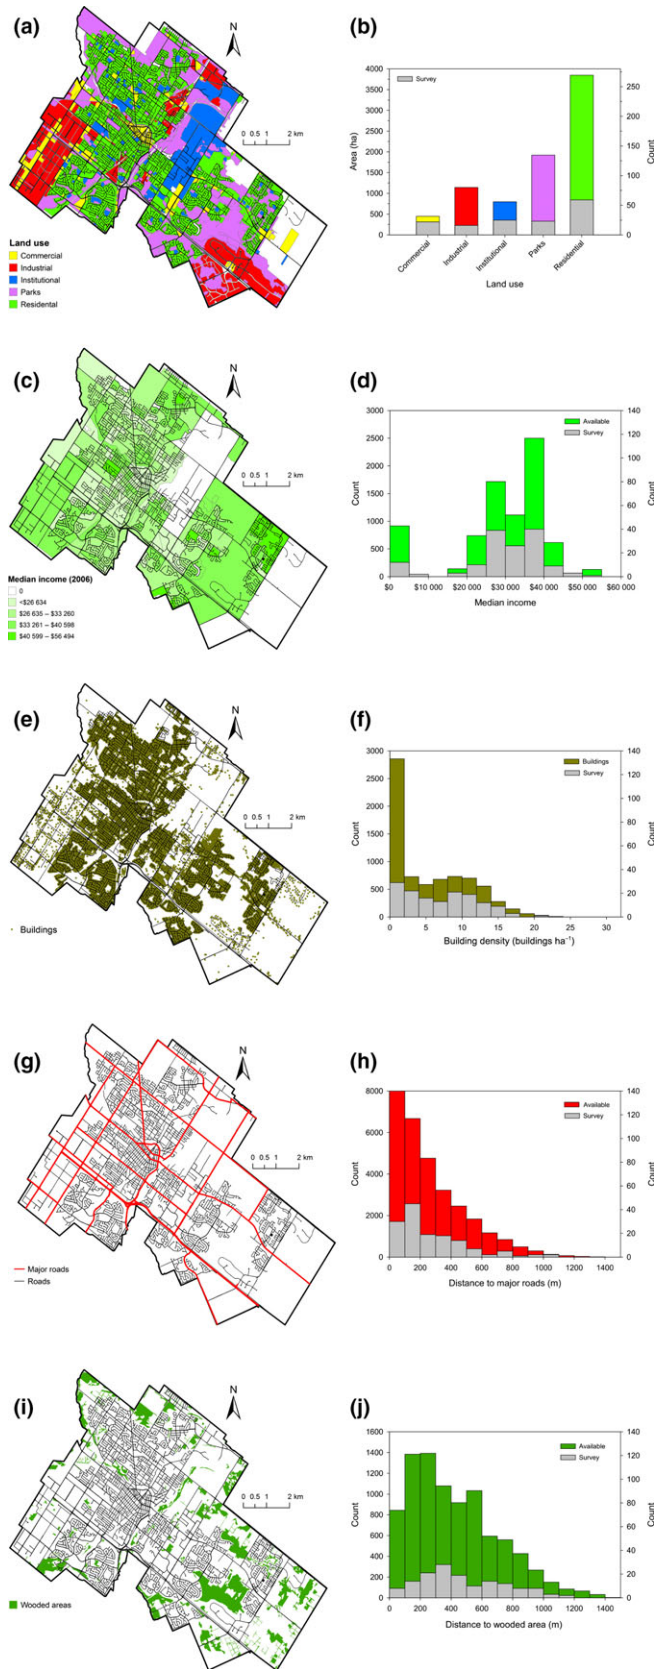 (a)
N
0 0.5 1 2 km
Land use
Commercial
Industrial
Institutional
Parks
Residental
(b)
Survey
4000
3500
3000
2500
2000
1500
1000
500
0
Area (ha)
250
200
150
100
50
0
Count
Commercial
Industrial
Institutional
Parks
Residential
Land use
(c)
N
0 0.5 1 2 km
Median income (2006)
0
<$26 634
$26 635 – $33 260
$33 261 – $40 598
$40 599 – $56 494
(d)
Available
Survey
3000
2500
2000
1500
1000
500
0
Count
140
120
100
80
60
40
20
0
Count
$0 $10 000 $20 000 $30 000 $40 000 $50 000 $60 000
Median income
(e)
N
0 0.5 1 2 km
Buildings
(f)
Buildings
Survey
3000
2500
2000
1500
1000
500
0
Count
140
120
100
80
60
40
20
0
Count
0 5 10 15 20 25 30
Building density (buildings ha⁻¹)
(g)
N
0 0.5 1 2 km
Major roads
Roads
(h)
Available
Survey
8000
6000
4000
2000
0
Count
140
120
100
80
60
40
20
0
Count
0 200 400 600 800 1000 1200 1400
Distance to major roads (m)
(i)
N
0 0.5 1 2 km
Wooded areas
(j)
Available
Survey
1600
1400
1200
1000
800
600
400
200
0
Count
140
120
100
80
60
40
20
0
Count
0 200 400 600 800 1000 1200 1400
Distance to wooded area (m)